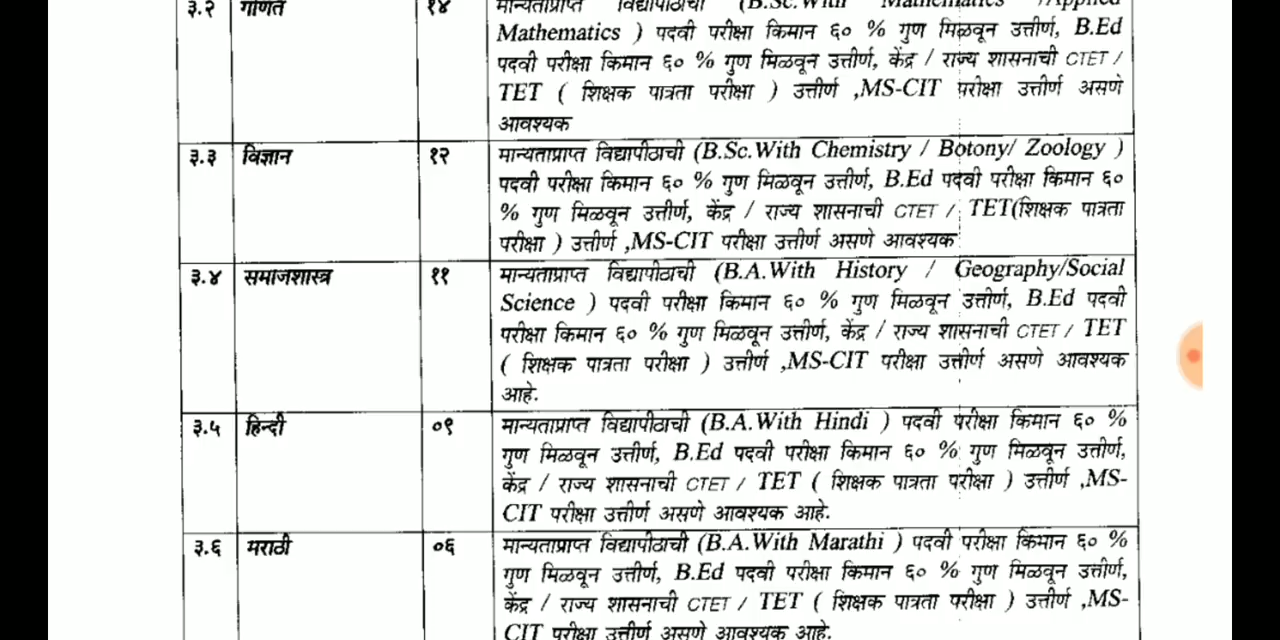 ३.२ गणित १४ मान्यताप्राप्त विद्यापीठाची (B.Sc.With Mathematics /Applied
Mathematics ) पदवी परीक्षा किमान ६० % गुण मिळवून उत्तीर्ण, B.Ed
पदवी परीक्षा किमान ६० % गुण मिळवून उत्तीर्ण, केंद्र / राज्य शासनाची CTET /
TET ( शिक्षक पात्रता परीक्षा ) उत्तीर्ण ,MS-CIT परीक्षा उत्तीर्ण असणे
आवश्यक
३.३ विज्ञान १२ मान्यताप्राप्त विद्यापीठाची (B.Sc.With Chemistry / Botony/ Zoology )
पदवी परीक्षा किमान ६० % गुण मिळवून उत्तीर्ण, B.Ed पदवी परीक्षा किमान ६०
% गुण मिळवून उत्तीर्ण, केंद्र / राज्य शासनाची CTET / TET(शिक्षक पात्रता
परीक्षा ) उत्तीर्ण ,MS-CIT परीक्षा उत्तीर्ण असणे आवश्यक
३.४ समाजशास्त्र ११ मान्यताप्राप्त विद्यापीठाची (B.A.With History / Geography/Social
Science ) पदवी परीक्षा किमान ६० % गुण मिळवून उत्तीर्ण, B.Ed पदवी
परीक्षा किमान ६० % गुण मिळवून उत्तीर्ण, केंद्र / राज्य शासनाची CTET / TET
( शिक्षक पात्रता परीक्षा ) उत्तीर्ण ,MS-CIT परीक्षा उत्तीर्ण असणे आवश्यक
आहे.
३.५ हिन्दी ०९ मान्यताप्राप्त विद्यापीठाची (B.A.With Hindi ) पदवी परीक्षा किमान ६० %
गुण मिळवून उत्तीर्ण, B.Ed पदवी परीक्षा किमान ६० % गुण मिळवून उत्तीर्ण,
केंद्र / राज्य शासनाची CTET / TET ( शिक्षक पात्रता परीक्षा ) उत्तीर्ण ,MS-
CIT परीक्षा उत्तीर्ण असणे आवश्यक आहे.
३.६ मराठी ०६ मान्यताप्राप्त विद्यापीठाची (B.A.With Marathi ) पदवी परीक्षा किमान ६० %
गुण मिळवून उत्तीर्ण, B.Ed पदवी परीक्षा किमान ६० % गुण मिळवून उत्तीर्ण,
केंद्र / राज्य शासनाची CTET / TET ( शिक्षक पात्रता परीक्षा ) उत्तीर्ण ,MS-
CIT परीक्षा उत्तीर्ण असणे आवश्यक आहे.